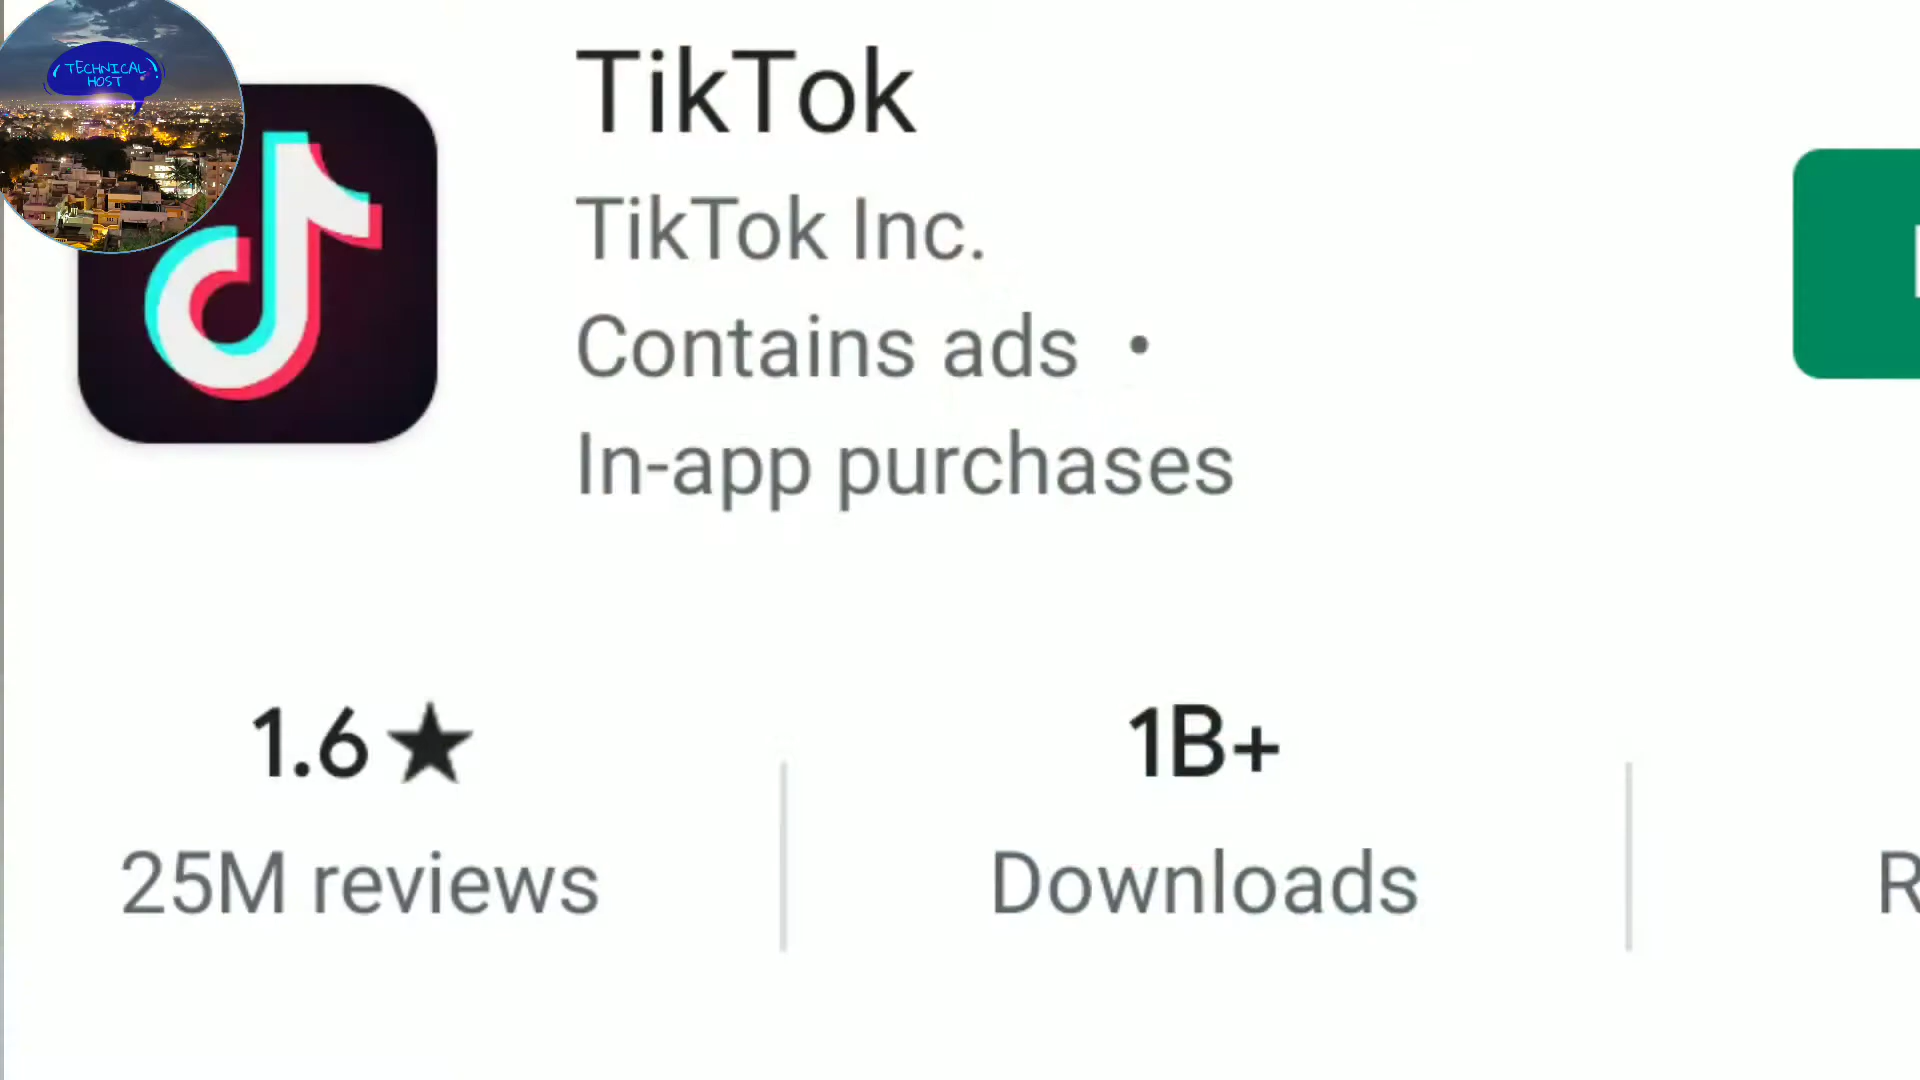 TECHNICAL
HOST
TikTok
TikTok Inc.
Contains ads •
In-app purchases
1.6★
1B+
25M reviews
Downloads
R